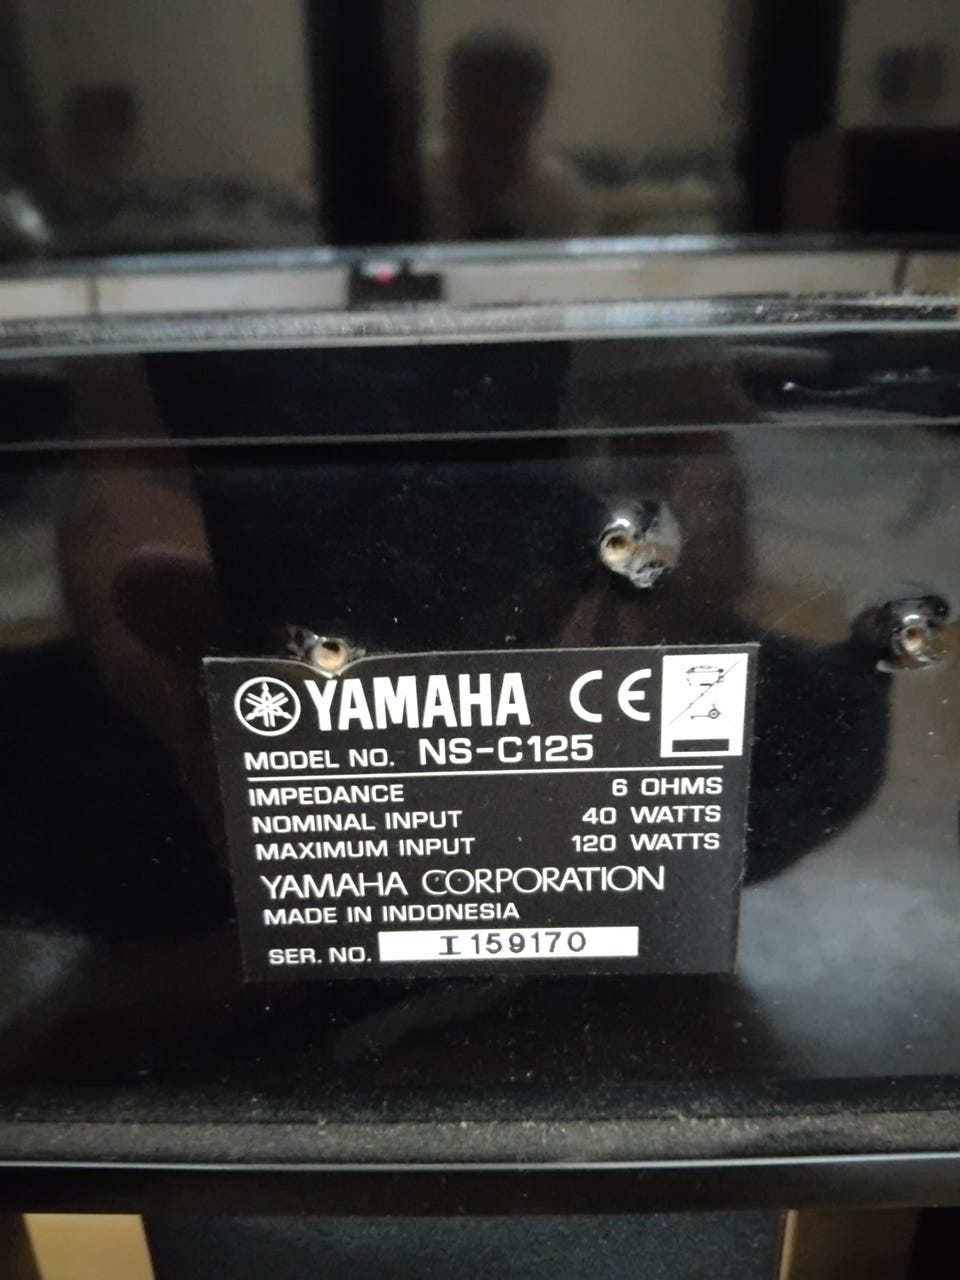 YAMAHA CE
MODEL NO. NS-C125
IMPEDANCE 6 OHMS
NOMINAL INPUT 40 WATTS
MAXIMUM INPUT 120 WATTS
YAMAHA CORPORATION
MADE IN INDONESIA
SER. NO. I159170